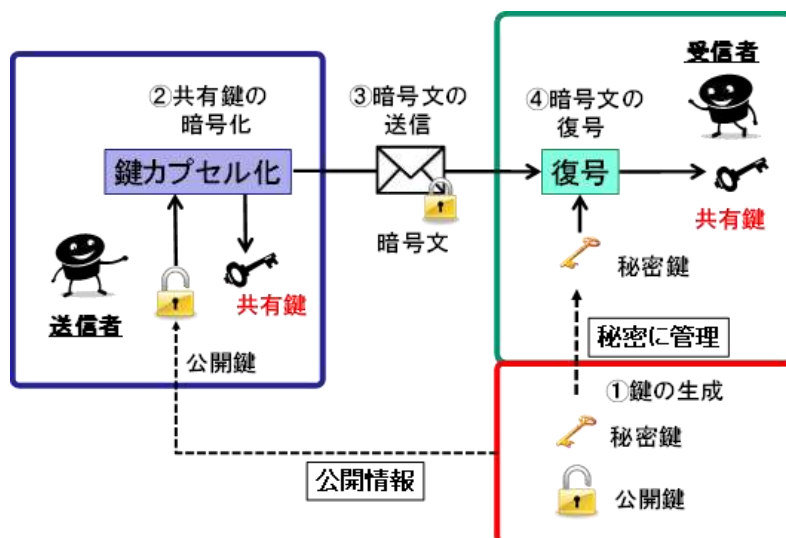 ②共有鍵の
暗号化
鍵カプセル化
送信者
公開鍵
共有鍵
③暗号文の
送信
暗号文
受信者
④暗号文の
復号
復号
共有鍵
秘密鍵
秘密に管理
①鍵の生成
秘密鍵
公開鍵
公開情報